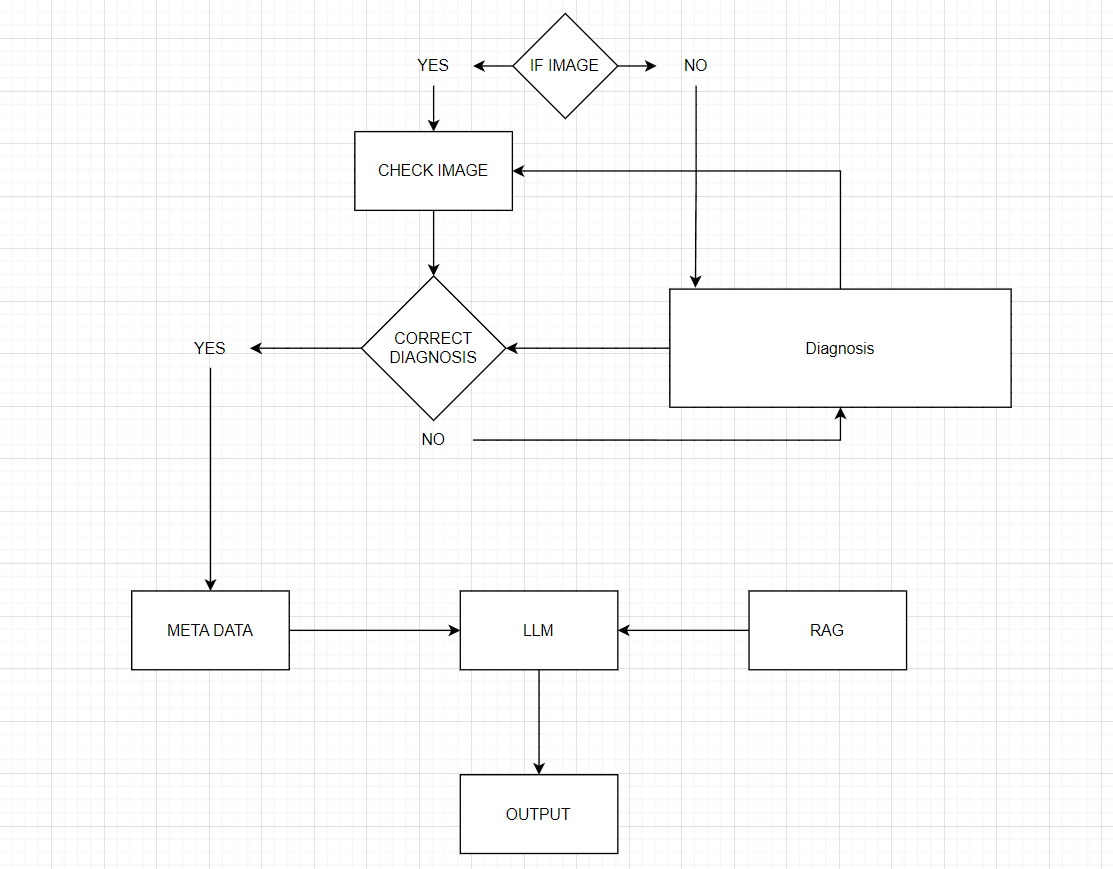 YES
IF IMAGE
NO
CHECK IMAGE
CORRECT
DIAGNOSIS
YES
Diagnosis
NO
META DATA
LLM
RAG
OUTPUT